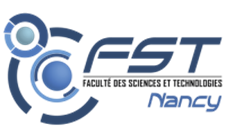 FST
FACULTÉ DES SCIENCES ET TECHNOLOGIES
Nancy